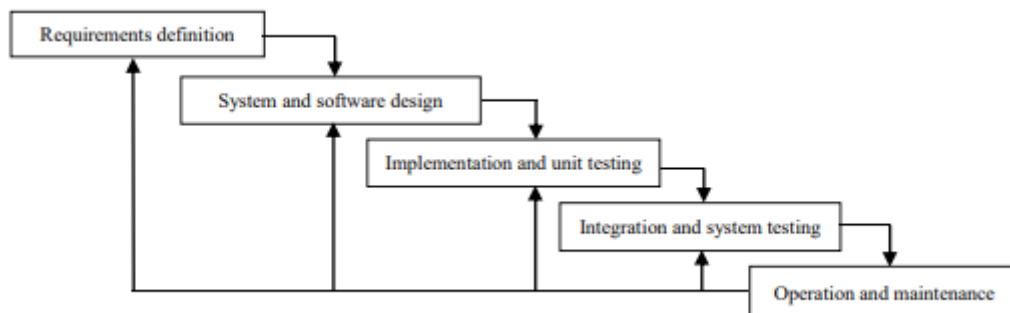 Requirements definition
System and software design
Implementation and unit testing
Integration and system testing
Operation and maintenance